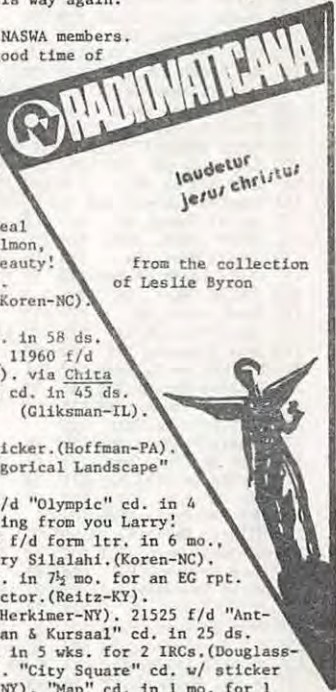 is way again.
NASWA members.
ood time of
RADIOVATICANA
laudetur
jesus christus
eal
lmon,
eauty!
from the collection
of Leslie Byron
Koren-NC).
. in 58 ds.
11960 f/d
). via Chita
cd. in 45 ds.
(Gliksman-IL).
icker.(Hoffman-PA).
gorical Landscape"
/d "Olympic" cd. in 4
ing from you Larry!
f/d form ltr. in 6 mo.,
ry Silalahi.(Koren-NC).
. in 7½ mo. for an EG rpt.
ctor.(Reitz-KY).
Herkimer-NY). 21525 f/d "Ant-
an & Kursaal" cd. in 25 ds.
in 5 wks. for 2 IRCs.(Douglass-
. "City Square" cd. w/ sticker
NY). "Map" cd. in 1 mo. for 1